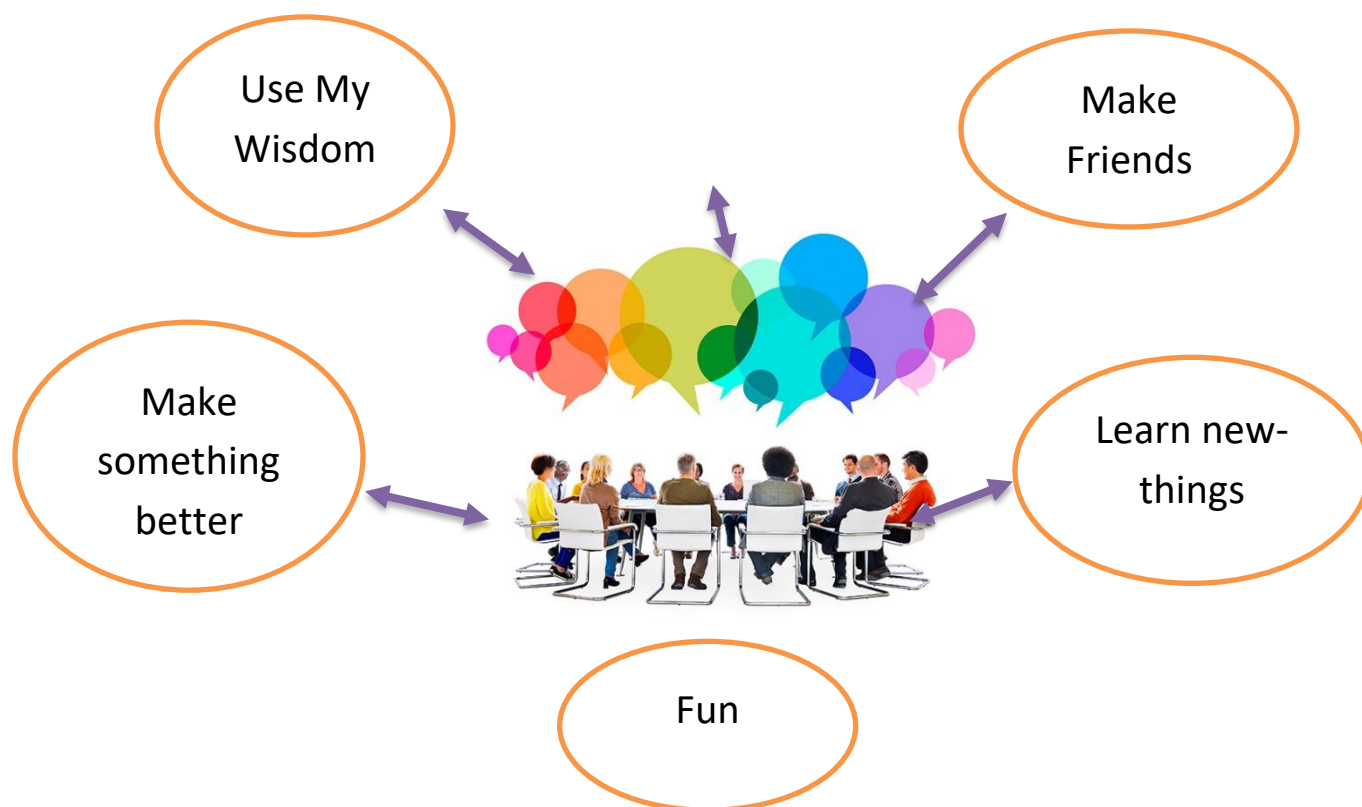 Use My
Wisdom
Make
Friends
Make
something
better
Learn new-
things
Fun